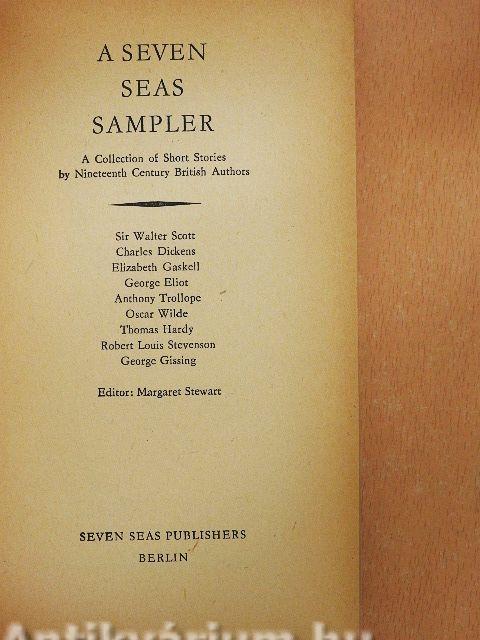 A SEVEN
SEAS
SAMPLER
A Collection of Short Stories
by Nineteenth Century British Authors
Sir Walter Scott
Charles Dickens
Elizabeth Gaskell
George Eliot
Anthony Trollope
Oscar Wilde
Thomas Hardy
Robert Louis Stevenson
George Gissing
Editor: Margaret Stewart
SEVEN SEAS PUBLISHERS
BERLIN
Antikvárium.hu